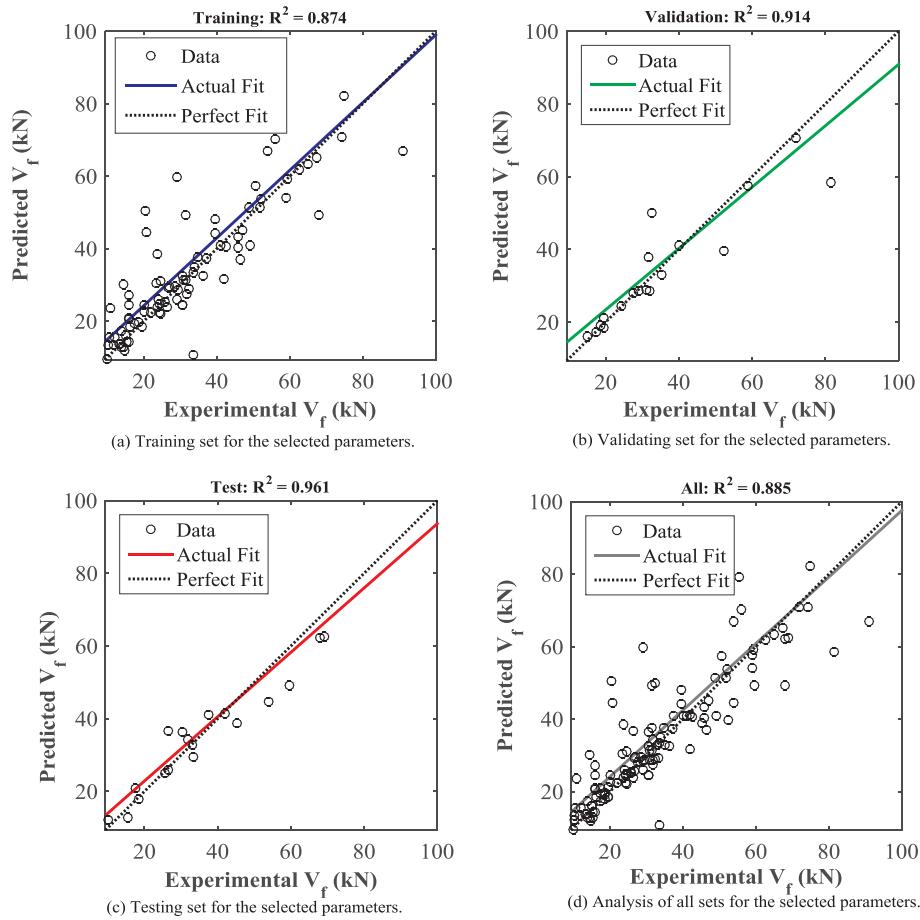 Training: R² = 0.874
100
80
60
40
20
Predicted V_f (kN)
Data
Actual Fit
Perfect Fit
20 40 60 80 100
Experimental V_f (kN)
(a) Training set for the selected parameters.
Validation: R² = 0.914
100
80
60
40
20
Predicted V_f (kN)
Data
Actual Fit
Perfect Fit
20 40 60 80 100
Experimental V_f (kN)
(b) Validating set for the selected parameters.
Test: R² = 0.961
100
80
60
40
20
Predicted V_f (kN)
Data
Actual Fit
Perfect Fit
20 40 60 80 100
Experimental V_f (kN)
(c) Testing set for the selected parameters.
All: R² = 0.885
100
80
60
40
20
Predicted V_f (kN)
Data
Actual Fit
Perfect Fit
20 40 60 80 100
Experimental V_f (kN)
(d) Analysis of all sets for the selected parameters.